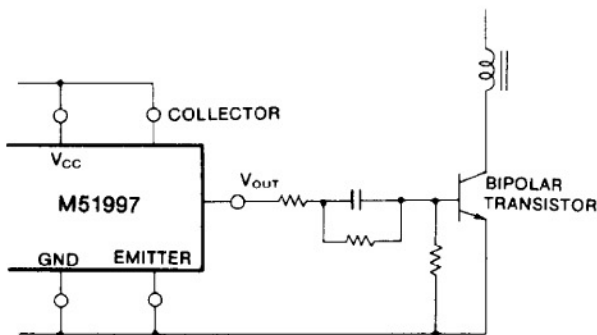 COLLECTOR
VCC
VOUT
BIPOLAR
TRANSISTOR
M51997
GND
EMITTER